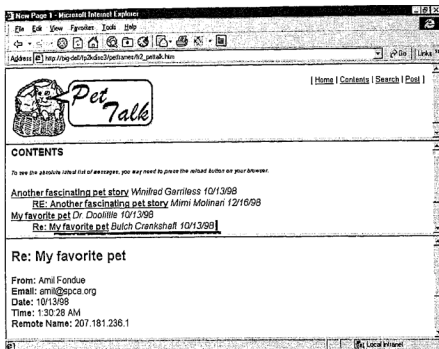 New Page 1 - Microsoft Internet Explorer
File Edit View Favorites Tools Help
Address http://big-dell/tp2kdisc3/petframes/fr2_pettalk.htm Go Links »
| Home | Contents | Search | Post ]
Pet
Talk
CONTENTS
To see the absolute latest list of messages, you may need to press the reload button on your browser.
Another fascinating pet story Winifred Garriless 10/13/98
RE: Another fascinating pet story Mimi Molinari 12/16/98
My favorite pet Dr. Doolittle 10/13/98
Re: My favorite pet Butch Crankshaft 10/13/98
Re: My favorite pet
From: Amil Fondue
Email: amil@spca.org
Date: 10/13/98
Time: 1:30:28 AM
Remote Name: 207.181.236.1
Local intranet